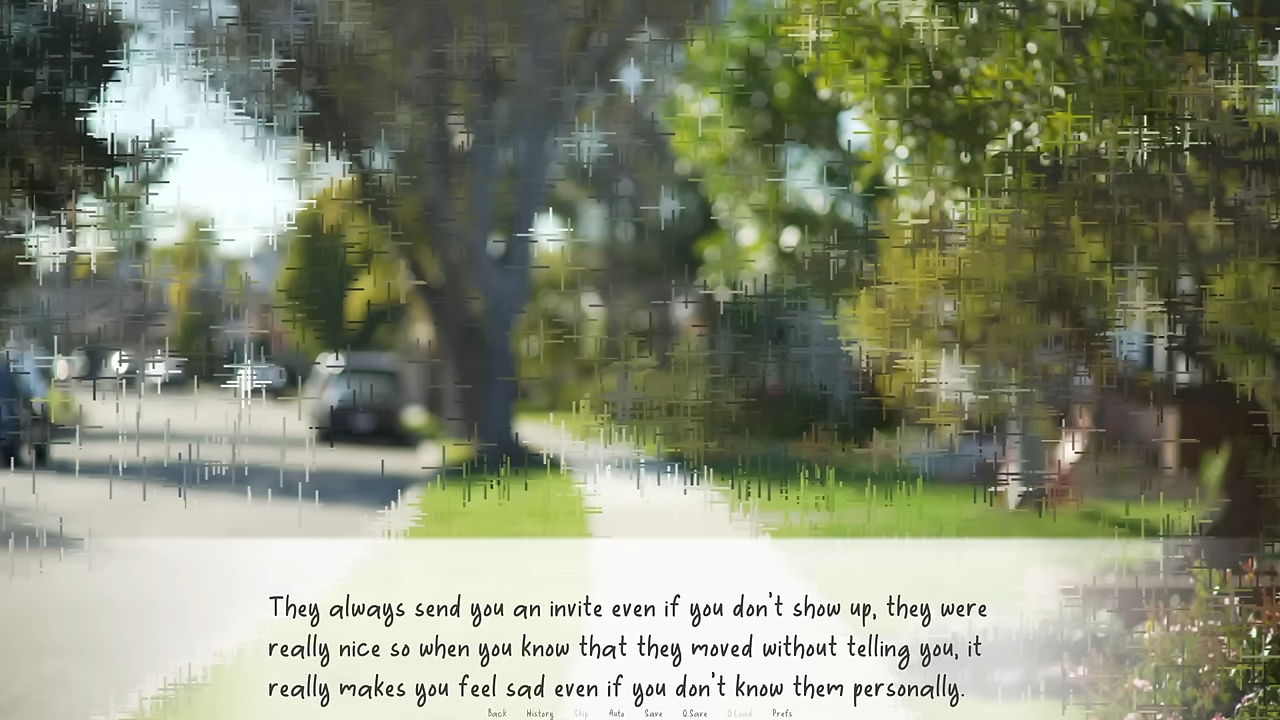 They always send you an invite even if you don't show up, they were
really nice so when you know that they moved without telling you, it
really makes you feel sad even if you don't know them personally.
Back History Skip Auto Save Q.Save Q.Load Prefs